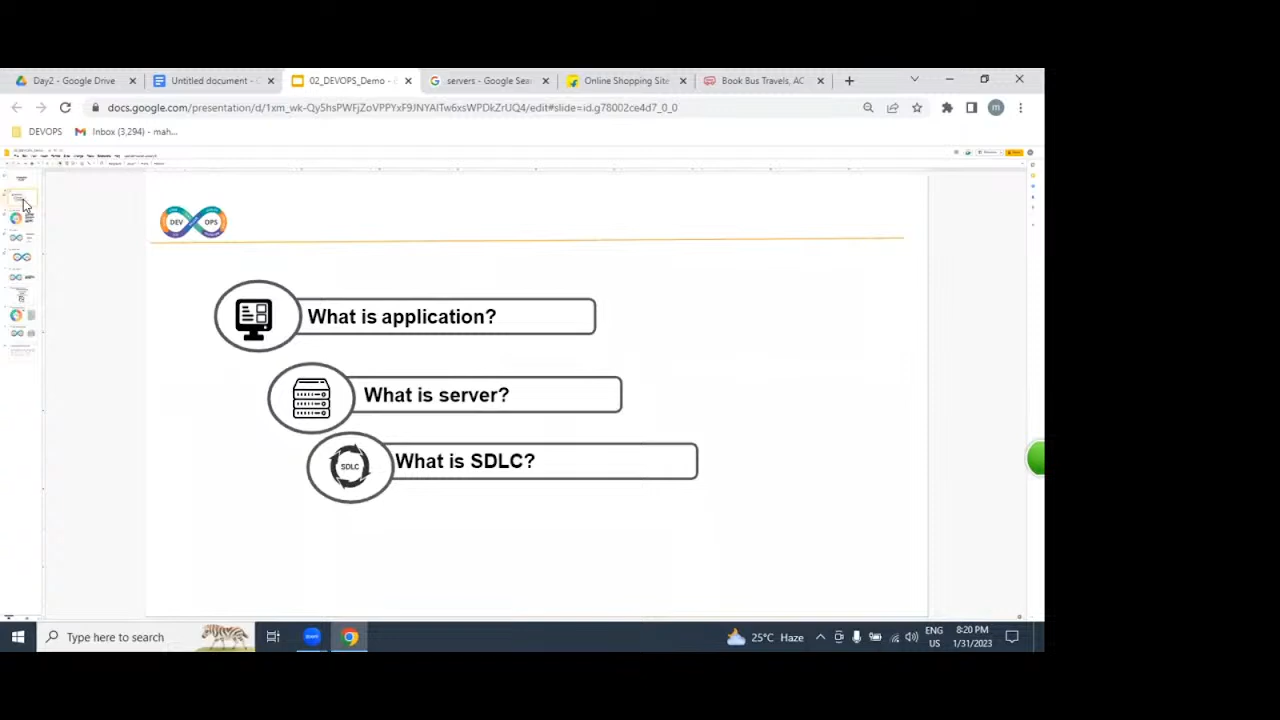 Day2 - Google Drive
Untitled document -
02_DEVOPS_Demo -
servers - Google Sea
Online Shopping Site
Book Bus Travels, AC
docs.google.com/presentation/d/1xm_wk-Qy5hsPWFjZoVPPYxF9JNYAlTw6xsWPDkZrUQ4/edit#slide=id.g78002ce4d7_0_0
m
DEVOPS
Inbox (3,294) - mah...
DEV OPS
What is application?
What is server?
SDLC
What is SDLC?
Type here to search
zoom
25°C Haze
ENG
US
8:20 PM
1/31/2023